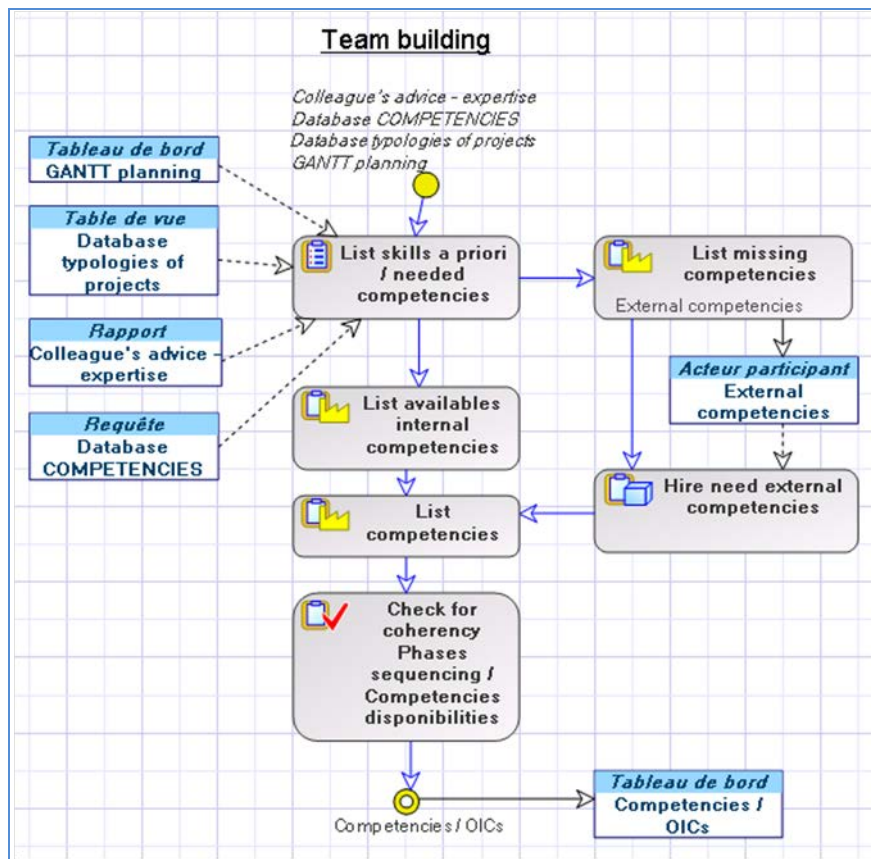 Team building
Colleague's advice – expertise
Database COMPETENCIES
Database typologies of projects
GANTT planning
Tableau de bord
GANTT planning
Table de vue
Database
typologies of
projects
Rapport
Colleague's advice –
expertise
Requête
Database
COMPETENCIES
List skills a priori
/ needed
competencies
List missing
competencies
External competencies
Acteur participant
External
competencies
List availables
internal
competencies
Hire need external
competencies
List
competencies
Check for
coherency
Phases
sequencing /
Competencies
disponibilities
Competencies / OICs
Tableau de bord
Competencies /
OICs